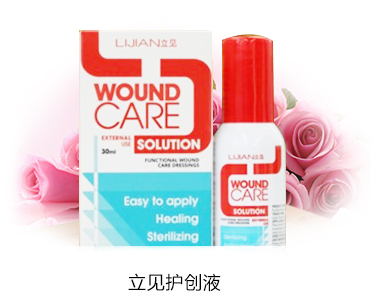 LIJIAN立见
WOUND
CARE
EXTERNAL
USE
SOLUTION
30ml
FUNCTIONAL WOUND
CARE DRESSINGS
Easy to apply
Healing
Sterilizing
LIJIAN立见
WOUND
CARE
SOLUTION
Sterilizing
立见护创液